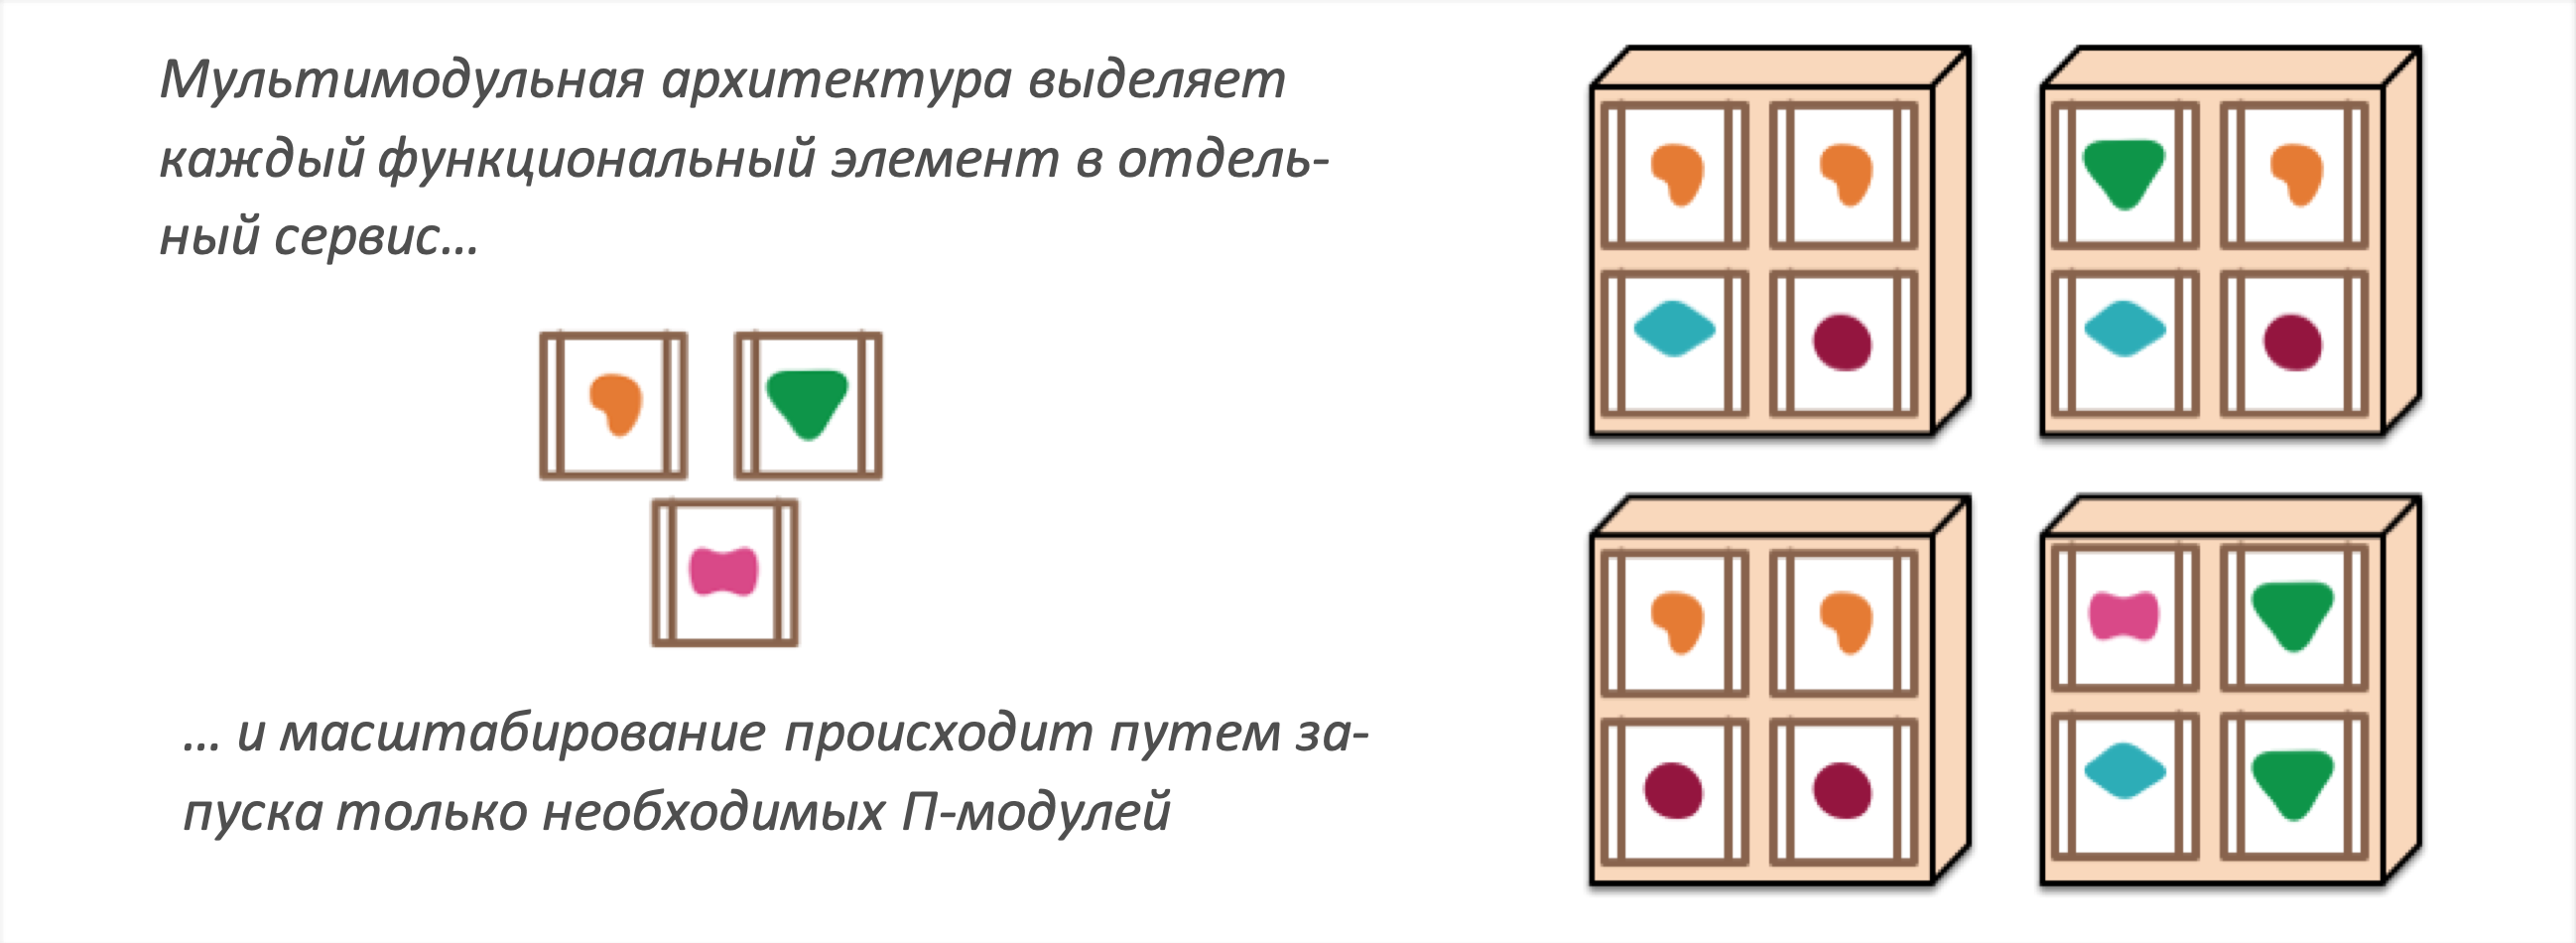 Мультимодульная архитектура выделяет
каждый функциональный элемент в отдель-
ный сервис...
... и масштабирование происходит путем за-
пуска только необходимых П-модулей